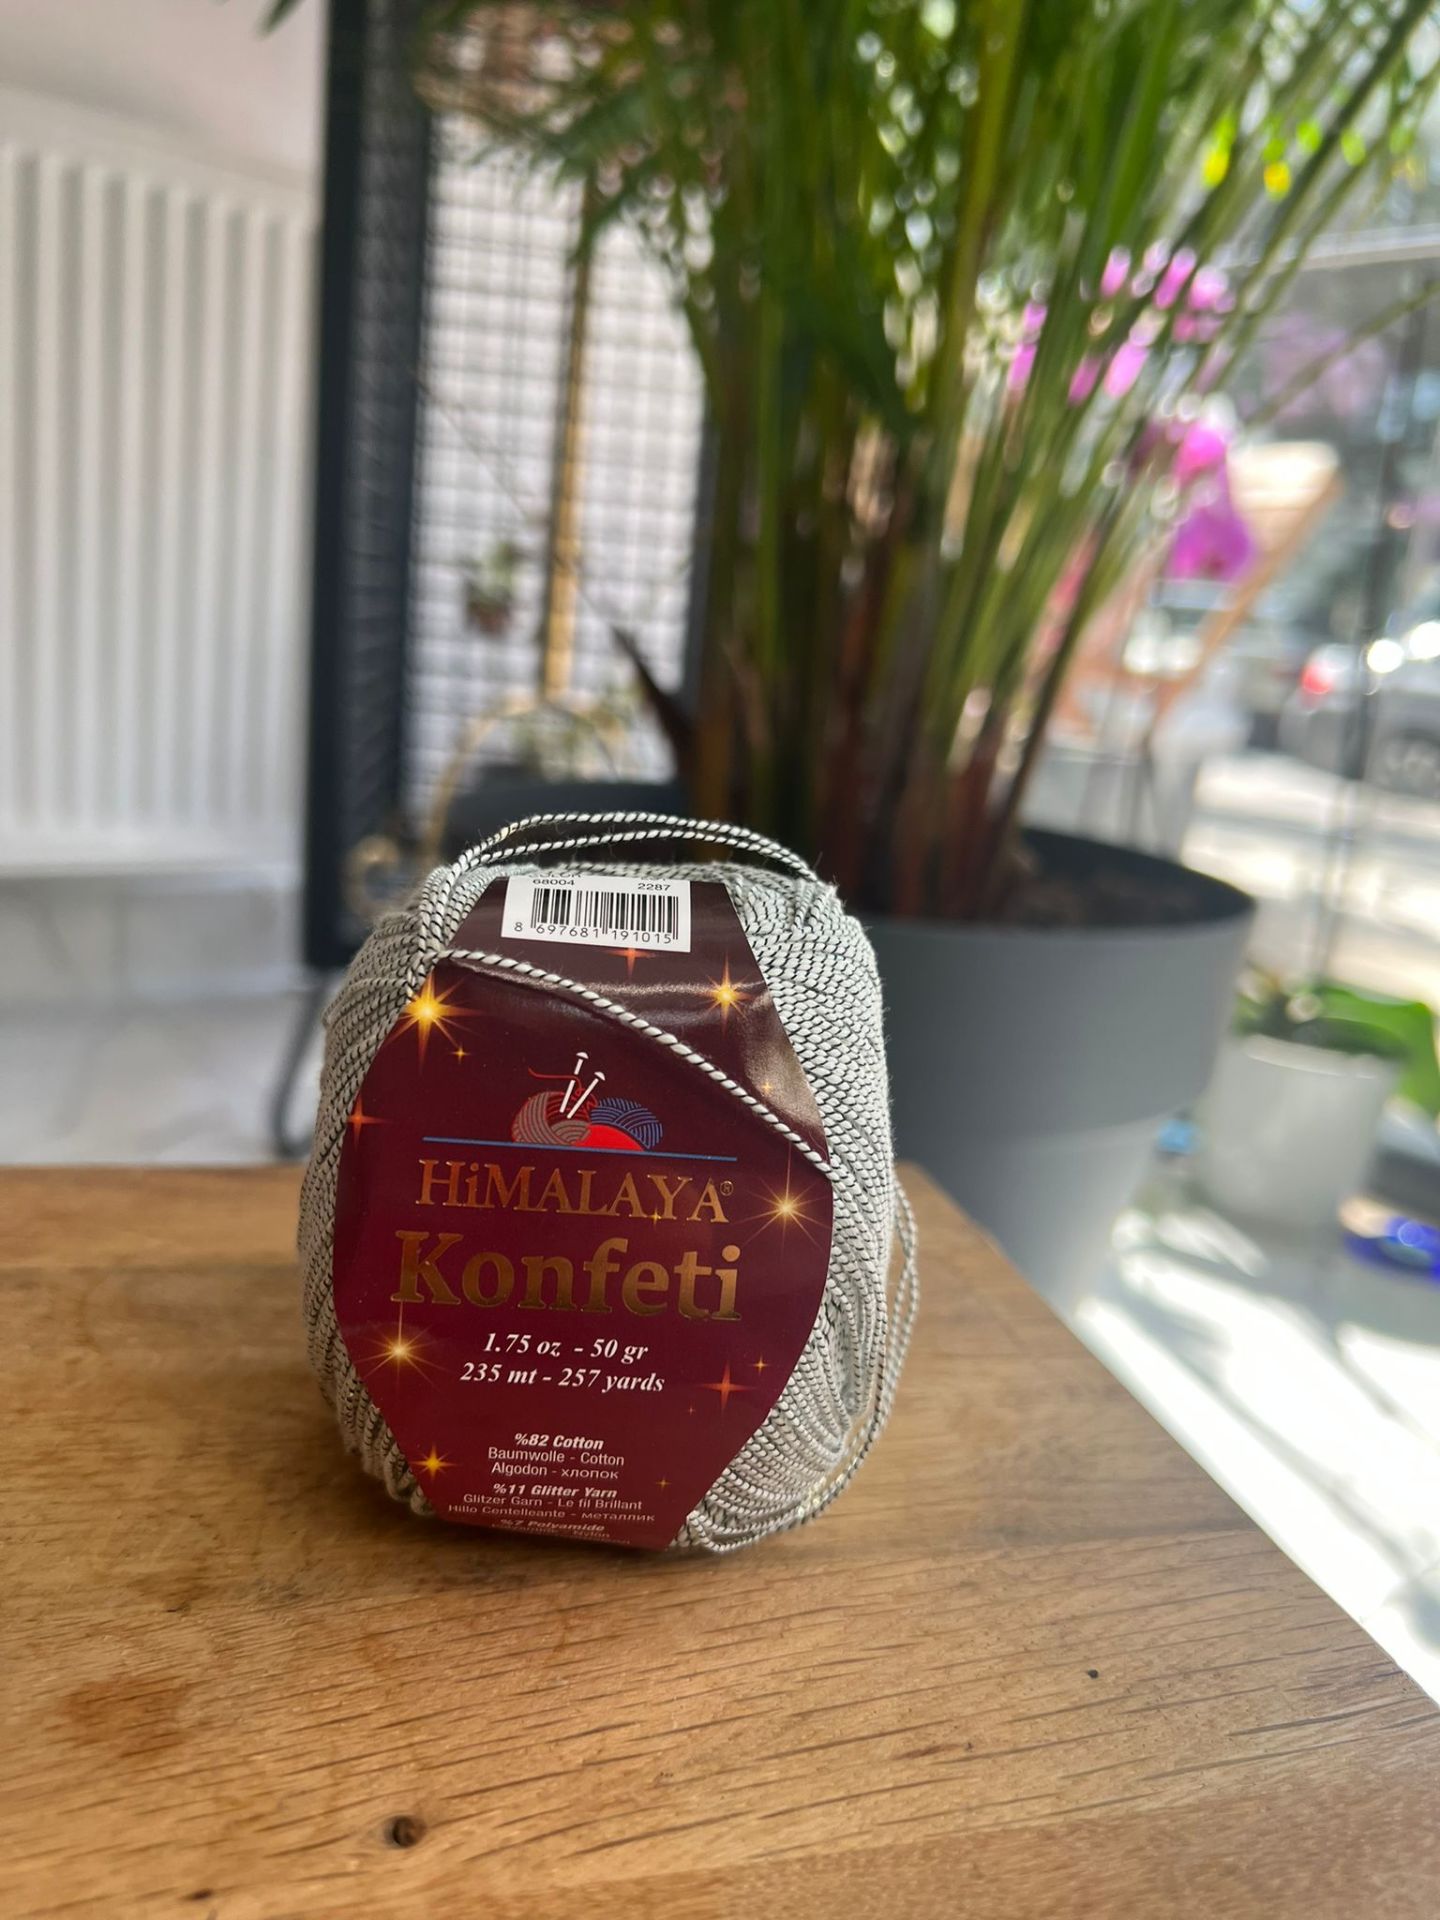 68004 2287
8 697681 191015
HiMALAYA®
Konfeti
1.75 oz - 50 gr
235 mt - 257 yards
%82 Cotton
Baumwolle - Cotton
Algodon - хлопок
%11 Glitter Yarn
Glitzer Garn - Le fil Brillant
Hillo Centelleante - металлик
%7 Polyamide